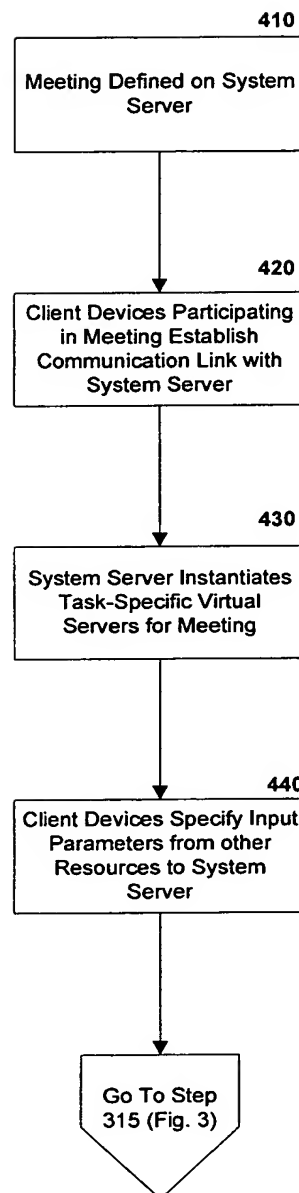 410
Meeting Defined on System
Server
420
Client Devices Participating
in Meeting Establish
Communication Link with
System Server
430
System Server Instantiates
Task-Specific Virtual
Servers for Meeting
440
Client Devices Specify Input
Parameters from other
Resources to System
Server
Go To Step
315 (Fig. 3)